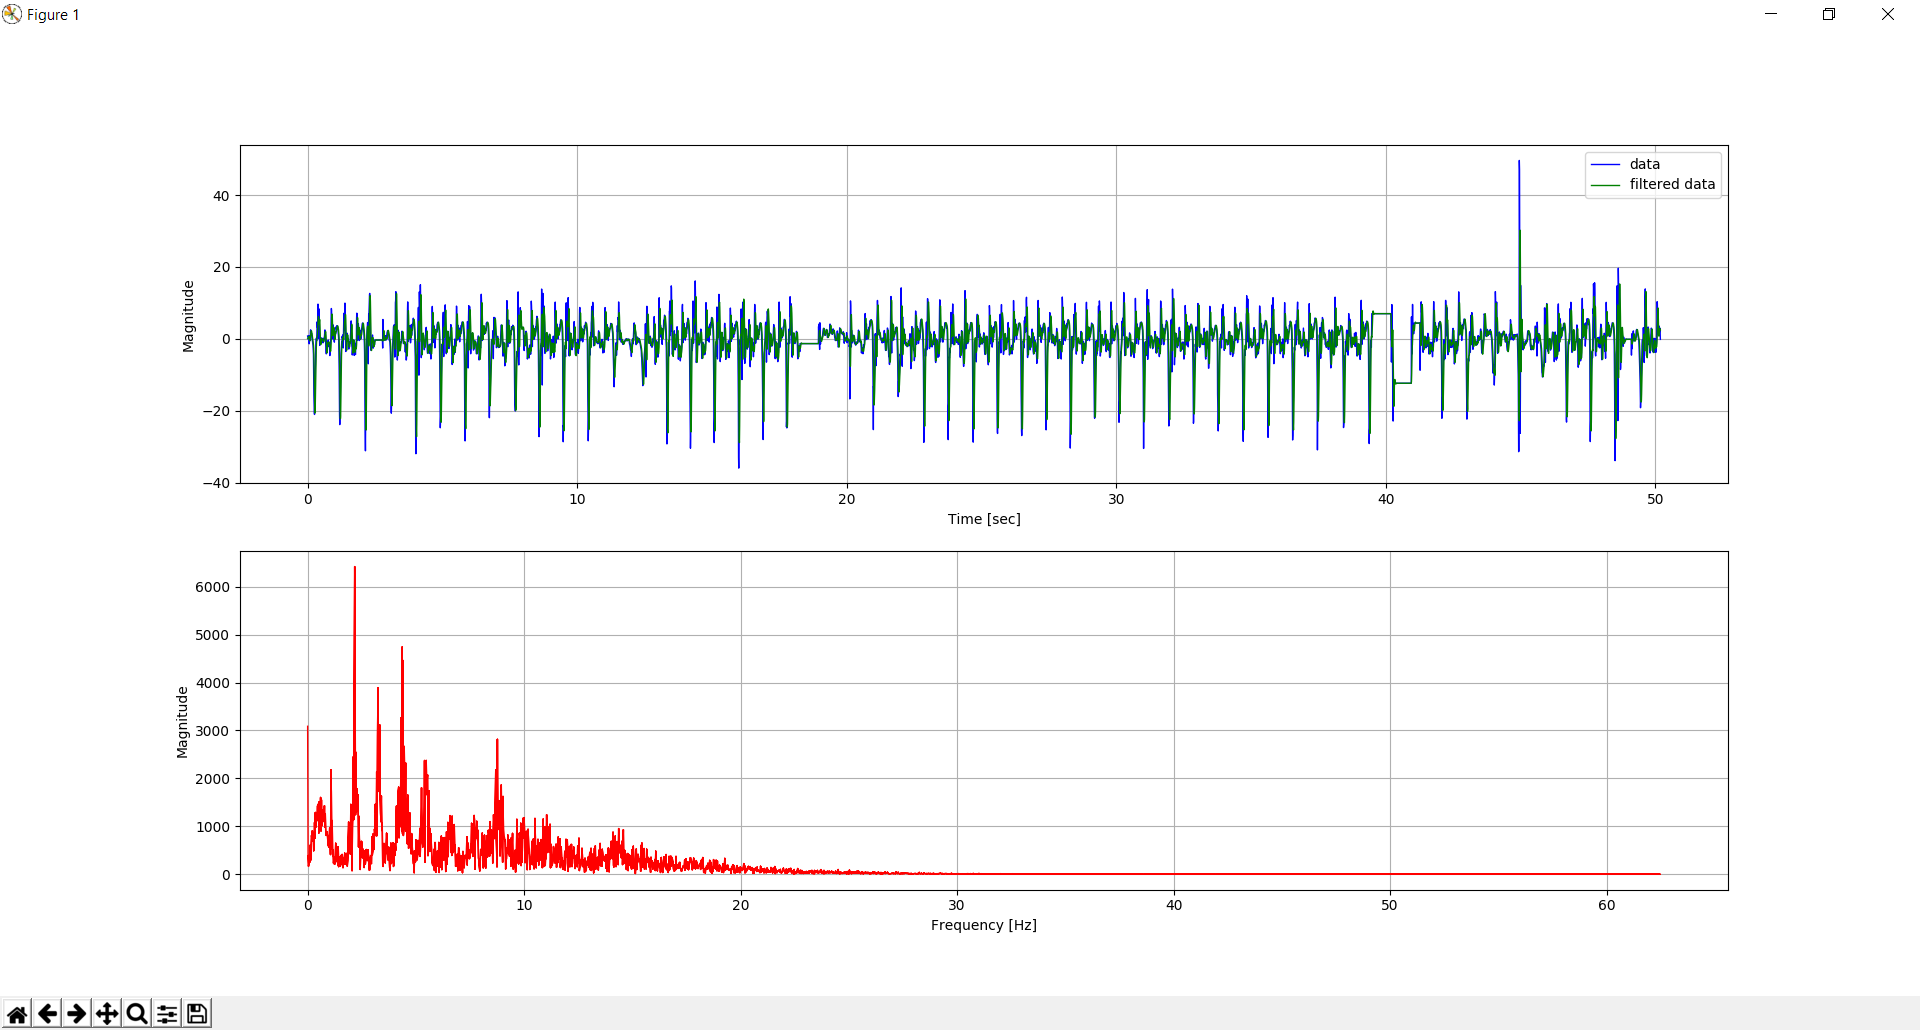 Figure 1
data
filtered data
40
20
0
−20
−40
Magnitude
0 10 20 30 40 50
Time [sec]
6000
5000
4000
3000
2000
1000
0
Magnitude
0 10 20 30 40 50 60
Frequency [Hz]